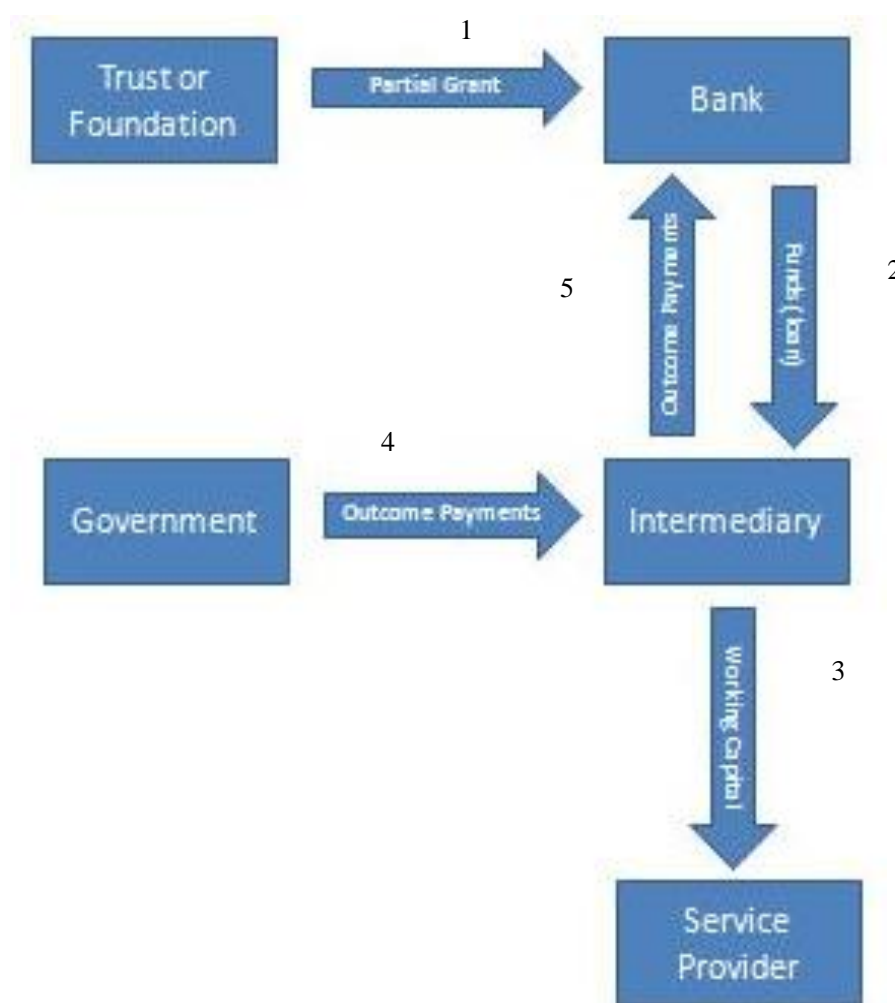 1
Trust or
Foundation
Partial Grant
Bank
5
Outcome Payments
Funds (loan)
2
4
Government
Outcome Payments
Intermediary
Working Capital
3
Service
Provider